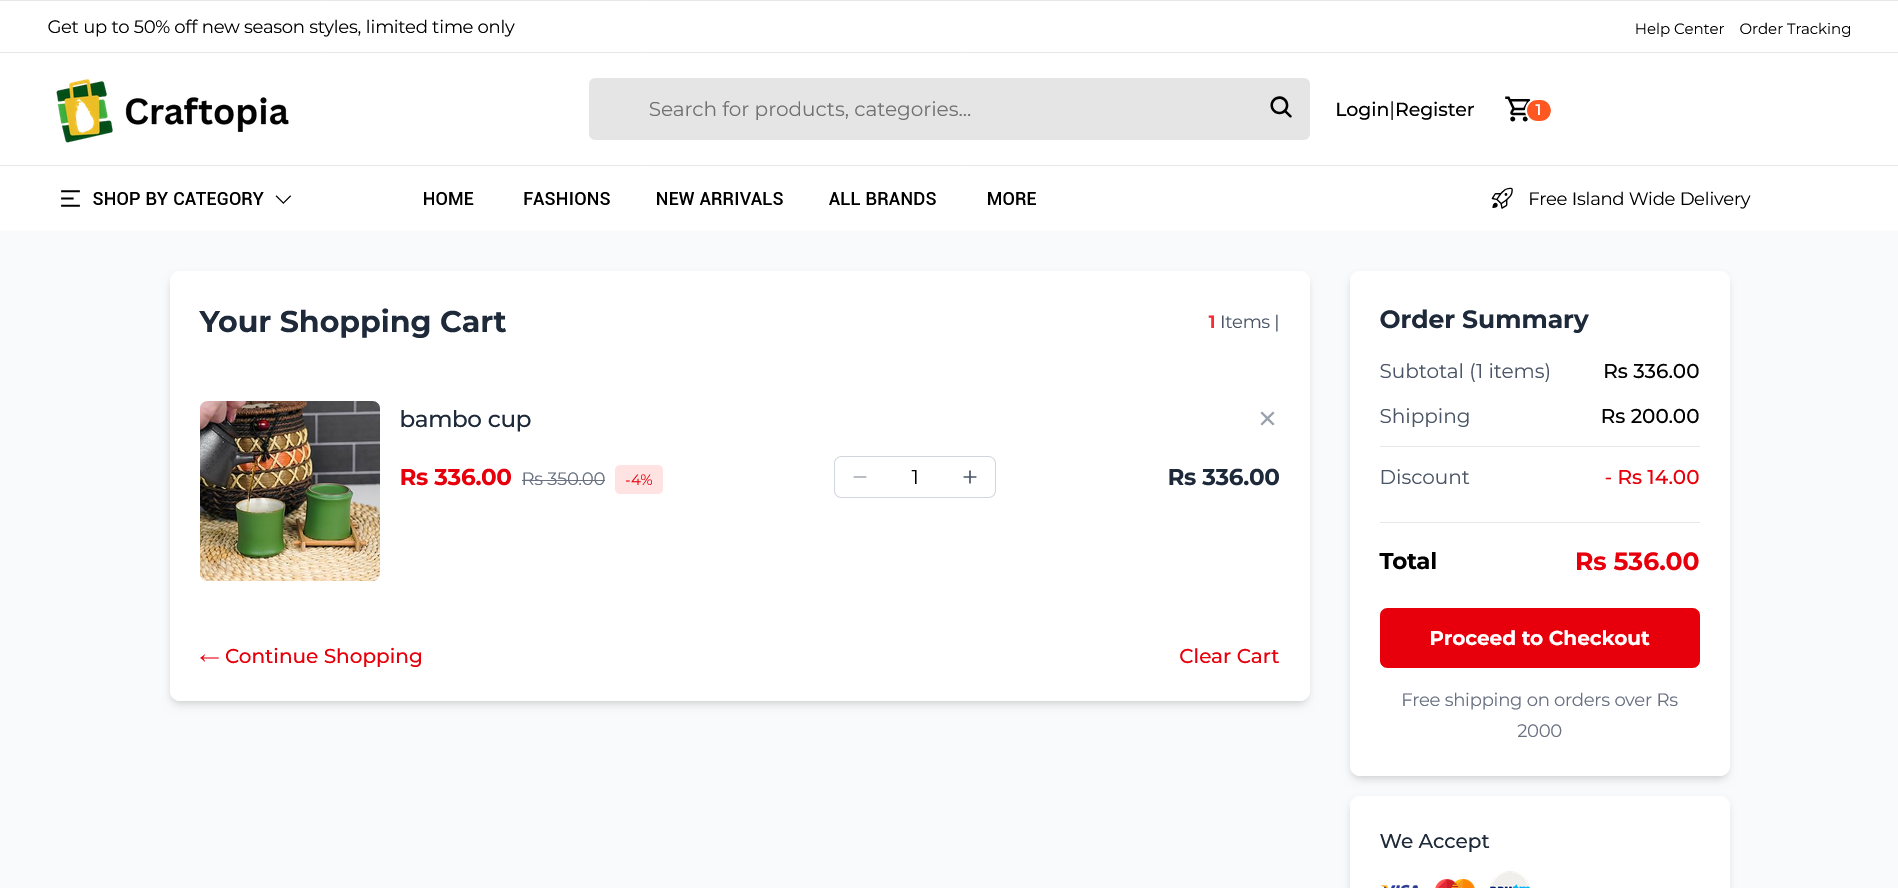 Get up to 50% off new season styles, limited time only
Help Center Order Tracking
Craftopia
Search for products, categories...
Login|Register
1
SHOP BY CATEGORY
HOME FASHIONS NEW ARRIVALS ALL BRANDS MORE
Free Island Wide Delivery
Your Shopping Cart
1 Items |
bambo cup
Rs 336.00 Rs 350.00 -4%
− 1 +
Rs 336.00
← Continue Shopping
Clear Cart
Order Summary
Subtotal (1 items) Rs 336.00
Shipping Rs 200.00
Discount - Rs 14.00
Total Rs 536.00
Proceed to Checkout
Free shipping on orders over Rs
2000
We Accept
VISA